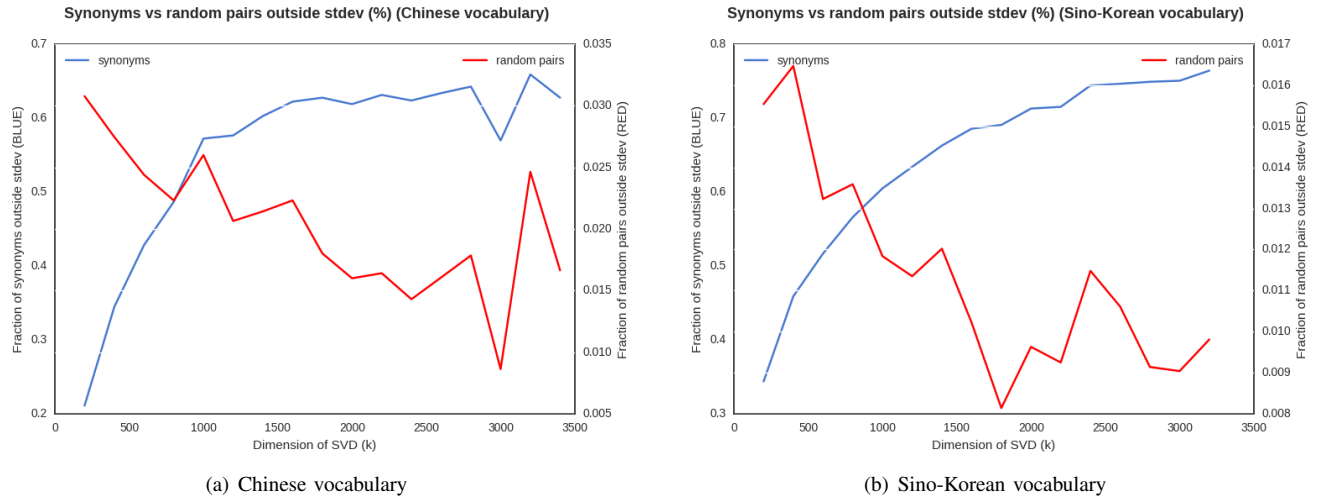 Synonyms vs random pairs outside stdev (%) (Chinese vocabulary)
synonyms
random pairs
Fraction of synonyms outside stdev (BLUE)
0.7
0.6
0.5
0.4
0.3
0.2
0.035
0.030
0.025
0.020
0.015
0.010
0.005
Fraction of random pairs outside stdev (RED)
0 500 1000 1500 2000 2500 3000 3500
Dimension of SVD (k)
(a) Chinese vocabulary
Synonyms vs random pairs outside stdev (%) (Sino-Korean vocabulary)
synonyms
random pairs
Fraction of synonyms outside stdev (BLUE)
0.8
0.7
0.6
0.5
0.4
0.3
0.017
0.016
0.015
0.014
0.013
0.012
0.011
0.010
0.009
0.008
Fraction of random pairs outside stdev (RED)
0 500 1000 1500 2000 2500 3000 3500
Dimension of SVD (k)
(b) Sino-Korean vocabulary